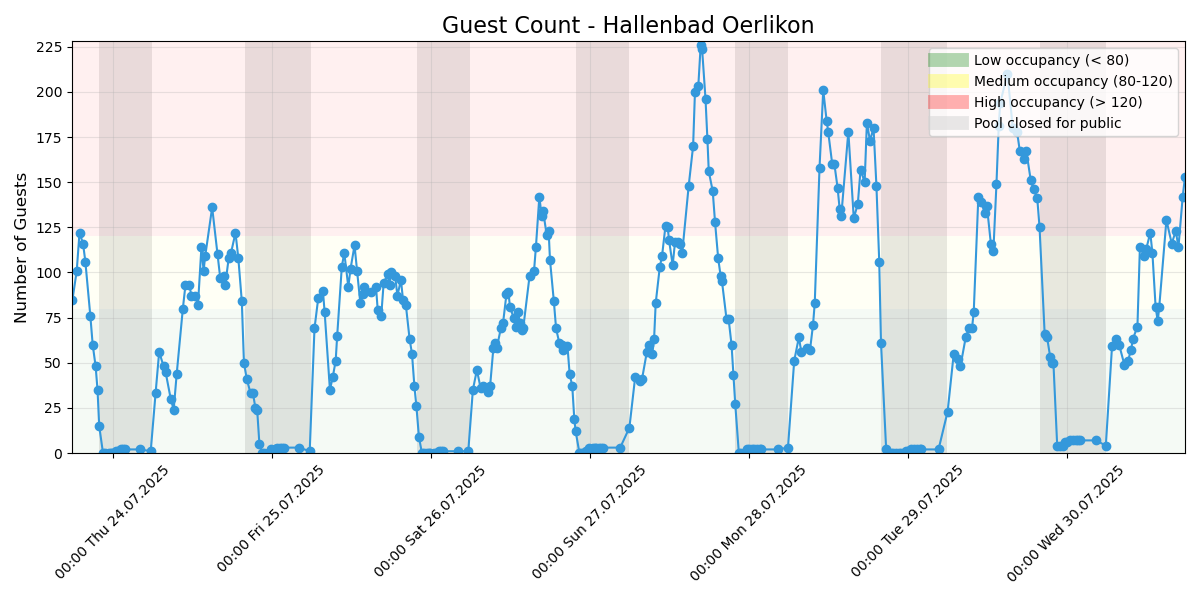 Guest Count - Hallenbad Oerlikon
Number of Guests
225
200
175
150
125
100
75
50
25
0
Low occupancy (< 80)
Medium occupancy (80-120)
High occupancy (> 120)
Pool closed for public
00:00 Thu 24.07.2025
00:00 Fri 25.07.2025
00:00 Sat 26.07.2025
00:00 Sun 27.07.2025
00:00 Mon 28.07.2025
00:00 Tue 29.07.2025
00:00 Wed 30.07.2025